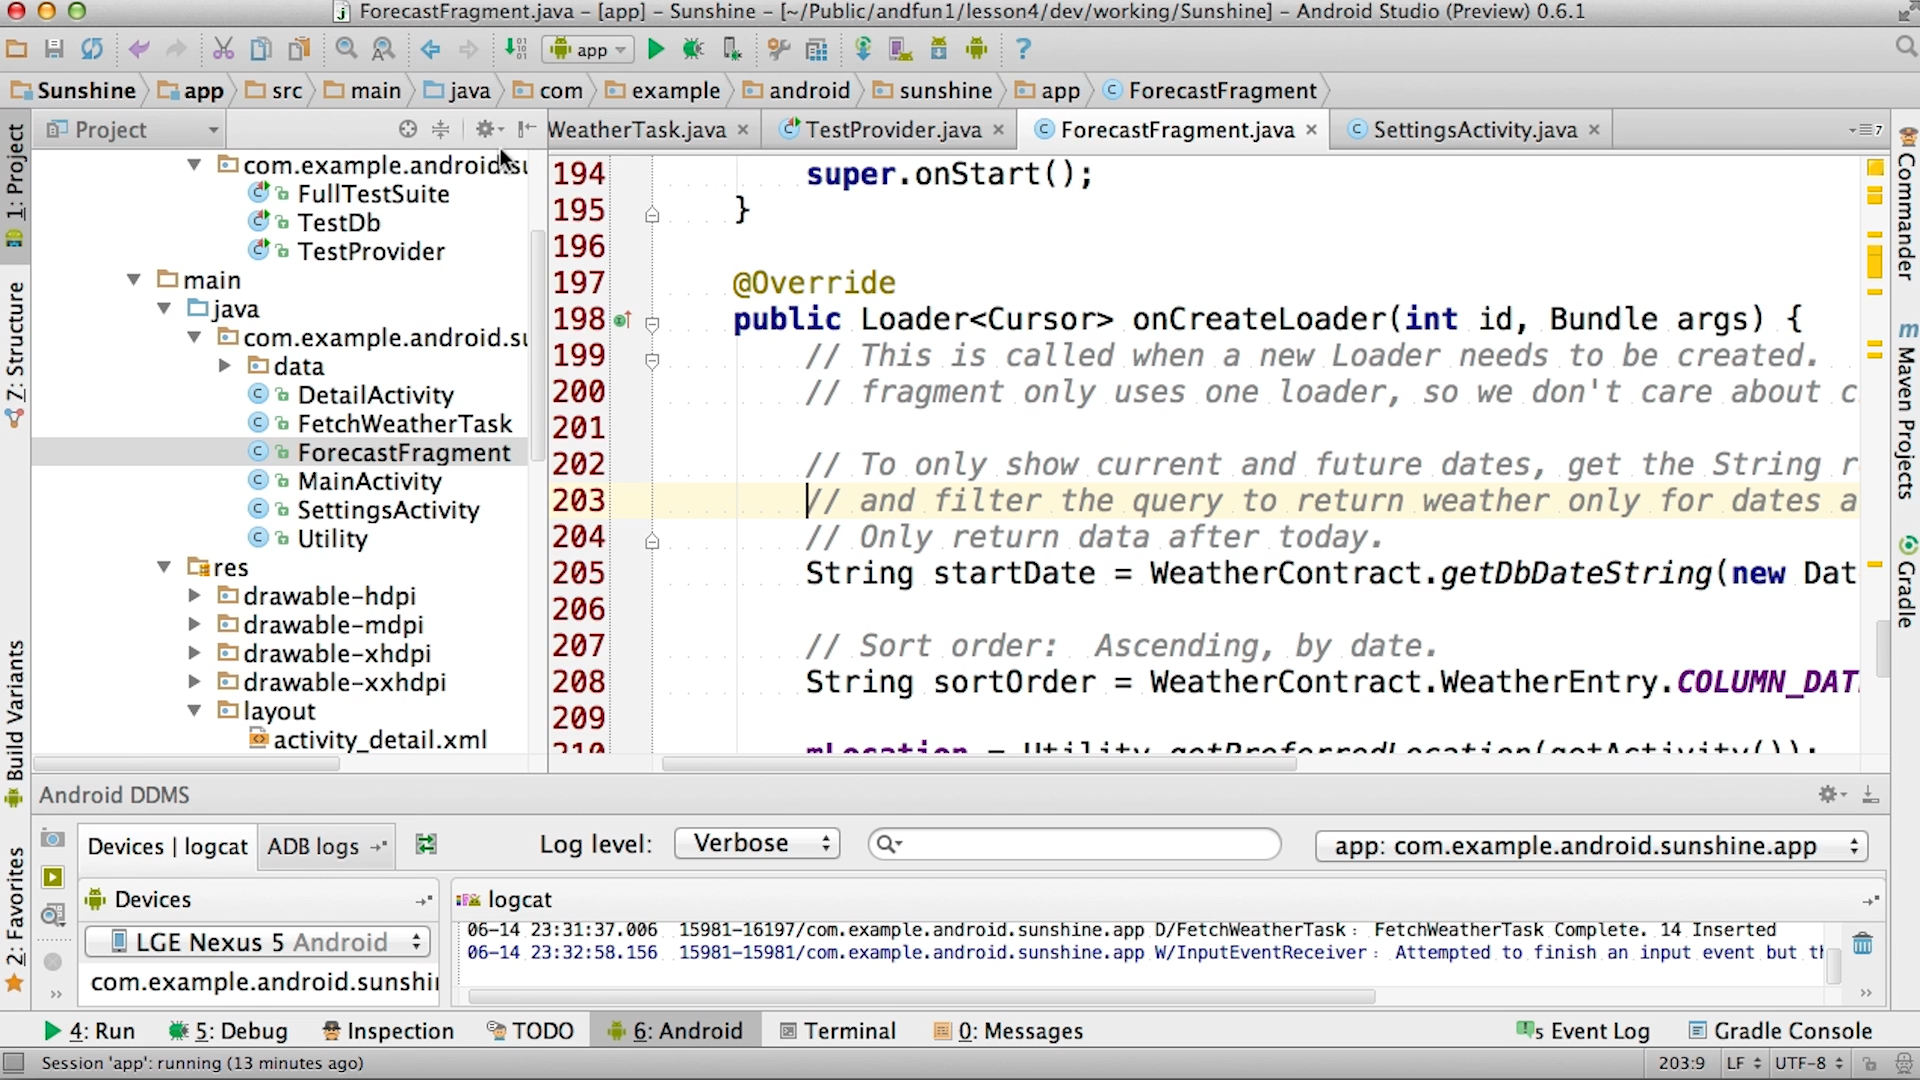 ForecastFragment.java – [app] – Sunshine – [~/Public/andfun1/lesson4/dev/working/Sunshine] – Android Studio (Preview) 0.6.1
app
Sunshine app src main java com example android sunshine app ForecastFragment
Project
WeatherTask.java TestProvider.java ForecastFragment.java SettingsActivity.java
7
1: Project
7: Structure
Build Variants
2: Favorites
com.example.android.su
FullTestSuite
TestDb
TestProvider
main
java
com.example.android.su
data
DetailActivity
FetchWeatherTask
ForecastFragment
MainActivity
SettingsActivity
Utility
res
drawable-hdpi
drawable-mdpi
drawable-xhdpi
drawable-xxhdpi
layout
activity_detail.xml
194 super.onStart();
195 }
196
197 @Override
198 public Loader<Cursor> onCreateLoader(int id, Bundle args) {
199 // This is called when a new Loader needs to be created.
200 // fragment only uses one loader, so we don't care about c
201
202 // To only show current and future dates, get the String r
203 // and filter the query to return weather only for dates a
204 // Only return data after today.
205 String startDate = WeatherContract.getDbDateString(new Dat
206
207 // Sort order:  Ascending, by date.
208 String sortOrder = WeatherContract.WeatherEntry.COLUMN_DAT
209
210 mLocation = Utility.getPreferredLocation(getActivity());
Commander
Maven Projects
Gradle
Android DDMS
Devices | logcat ADB logs Log level: Verbose app: com.example.android.sunshine.app
Devices
LGE Nexus 5 Android
com.example.android.sunshi
logcat
06-14 23:31:37.006 15981-16197/com.example.android.sunshine.app D/FetchWeatherTask: FetchWeatherTask Complete. 14 Inserted
06-14 23:32:58.156 15981-15981/com.example.android.sunshine.app W/InputEventReceiver: Attempted to finish an input event but th
4: Run 5: Debug Inspection TODO 6: Android Terminal 0: Messages 5 Event Log Gradle Console
Session 'app': running (13 minutes ago) 203:9 LF UTF-8